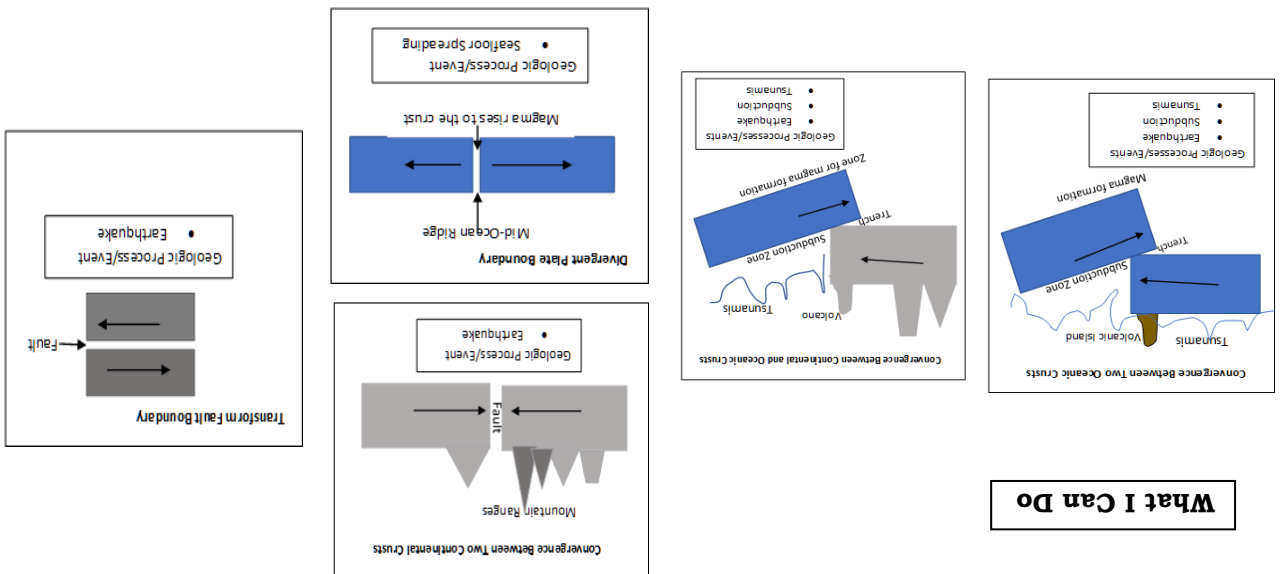 What I Can Do
Convergence Between Two Oceanic Crusts
Tsunamis
Volcanic Island
Subduction Zone
Trench
Magma formation
Geologic Processes/Events
• Earthquake
• Subduction
• Tsunamis
Convergence Between Continental and Oceanic Crusts
Volcano
Tsunamis
Subduction Zone
Trench
Zone for magma formation
Geologic Processes/Events
• Earthquake
• Subduction
• Tsunamis
Convergence Between Two Continental Crusts
Mountain Ranges
Fault
Geologic Process/Event
• Earthquake
Divergent Plate Boundary
Mid-Ocean Ridge
Magma rises to the crust
Geologic Process/Event
• Seafloor Spreading
Transform Fault Boundary
Fault
Geologic Process/Event
• Earthquake